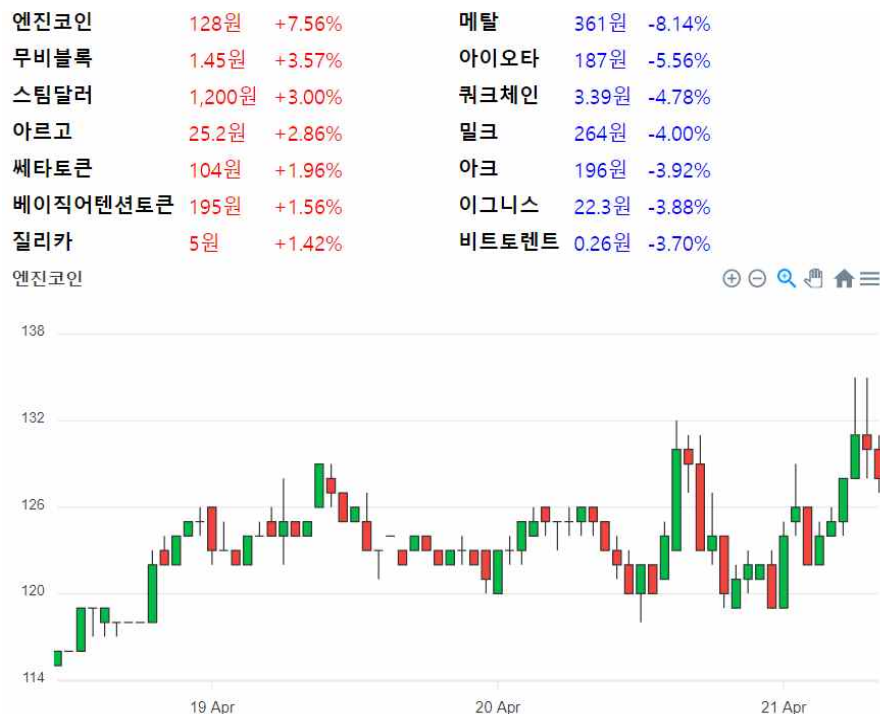 엔진코인 128원 +7.56% 메탈 361원 -8.14%
무비블록 1.45원 +3.57% 아이오타 187원 -5.56%
스팀달러 1,200원 +3.00% 쿼크체인 3.39원 -4.78%
아르고 25.2원 +2.86% 밀크 264원 -4.00%
쎄타토큰 104원 +1.96% 아크 196원 -3.92%
베이직어텐션토큰 195원 +1.56% 이그니스 22.3원 -3.88%
질리카 5원 +1.42% 비트토렌트 0.26원 -3.70%
엔진코인
138
132
126
120
114
19 Apr 20 Apr 21 Apr